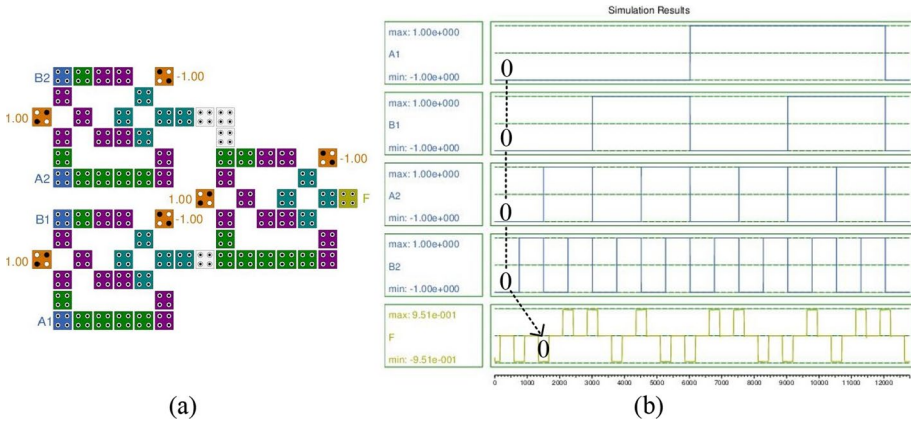 Simulation Results
B2
-1.00
1.00
A2
-1.00
1.00
F
B1
-1.00
1.00
A1
max: 1.00e+000
A1
min: -1.00e+000
0
max: 1.00e+000
B1
min: -1.00e+000
0
max: 1.00e+000
A2
min: -1.00e+000
0
max: 1.00e+000
B2
min: -1.00e+000
0
max: 9.51e-001
F
min: -9.51e-001
0
0 1000 2000 3000 4000 5000 6000 7000 8000 9000 10000 11000 12000
(a) (b)